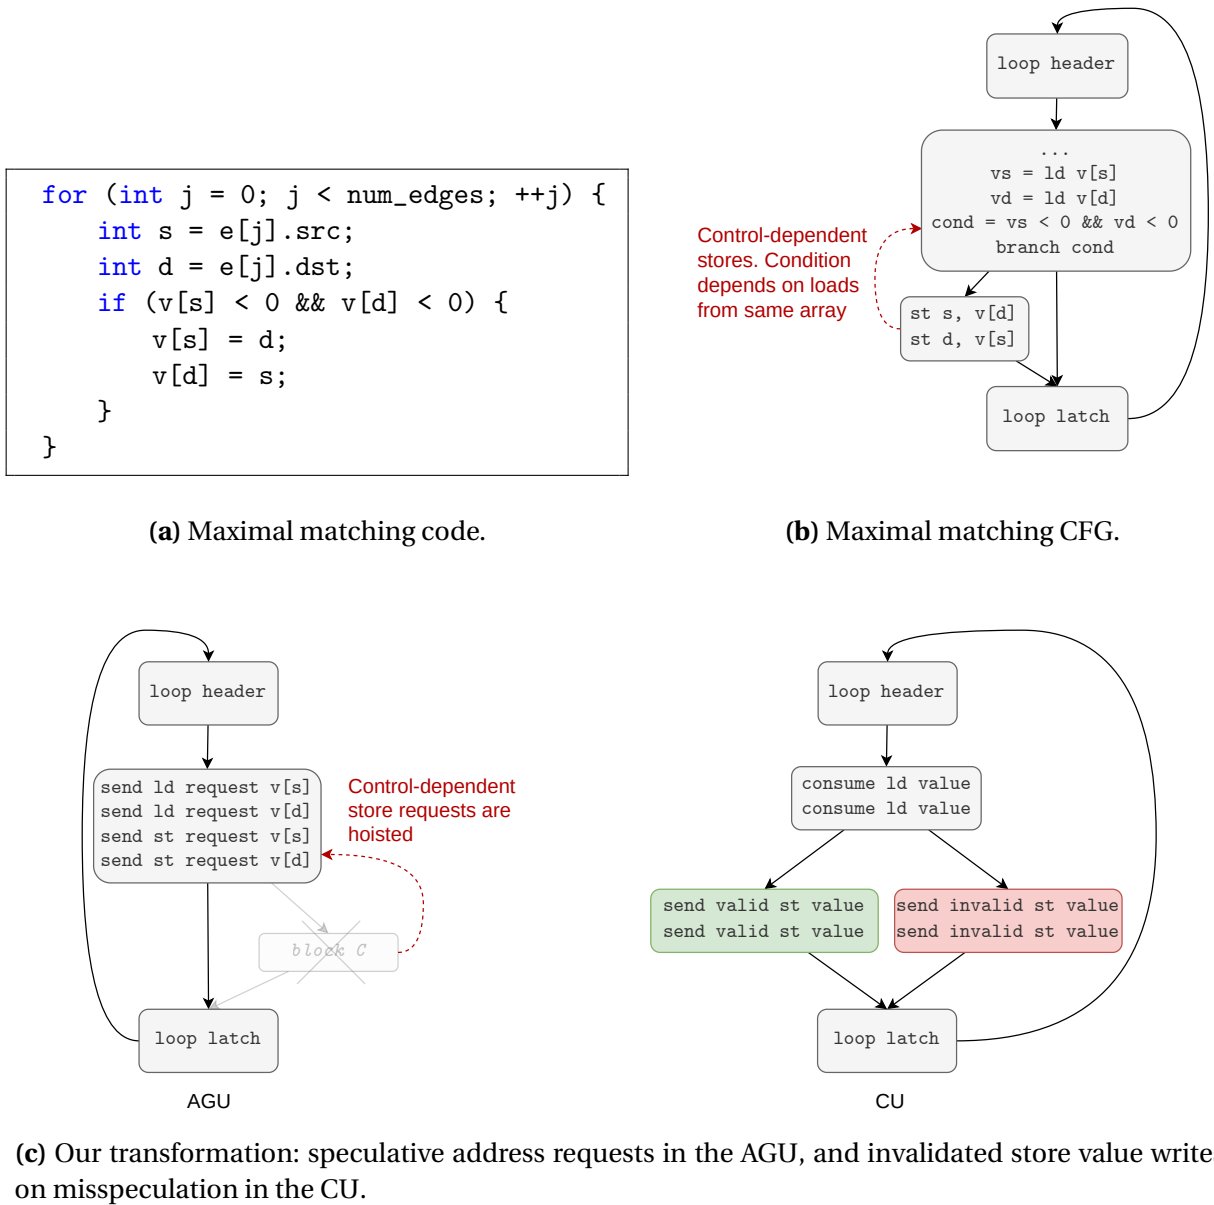 for (int j = 0; j < num_edges; ++j) {
int s = e[j].src;
int d = e[j].dst;
if (v[s] < 0 && v[d] < 0) {
v[s] = d;
v[d] = s;
}
}
(a) Maximal matching code.
loop header
...
vs = ld v[s]
vd = ld v[d]
cond = vs < 0 && vd < 0
branch cond
Control-dependent
stores. Condition
depends on loads
from same array
st s, v[d]
st d, v[s]
loop latch
(b) Maximal matching CFG.
loop header
send ld request v[s]
send ld request v[d]
send st request v[s]
send st request v[d]
Control-dependent
store requests are
hoisted
block C
loop latch
AGU
loop header
consume ld value
consume ld value
send valid st value
send valid st value
send invalid st value
send invalid st value
loop latch
CU
(c) Our transformation: speculative address requests in the AGU, and invalidated store value write
on misspeculation in the CU.